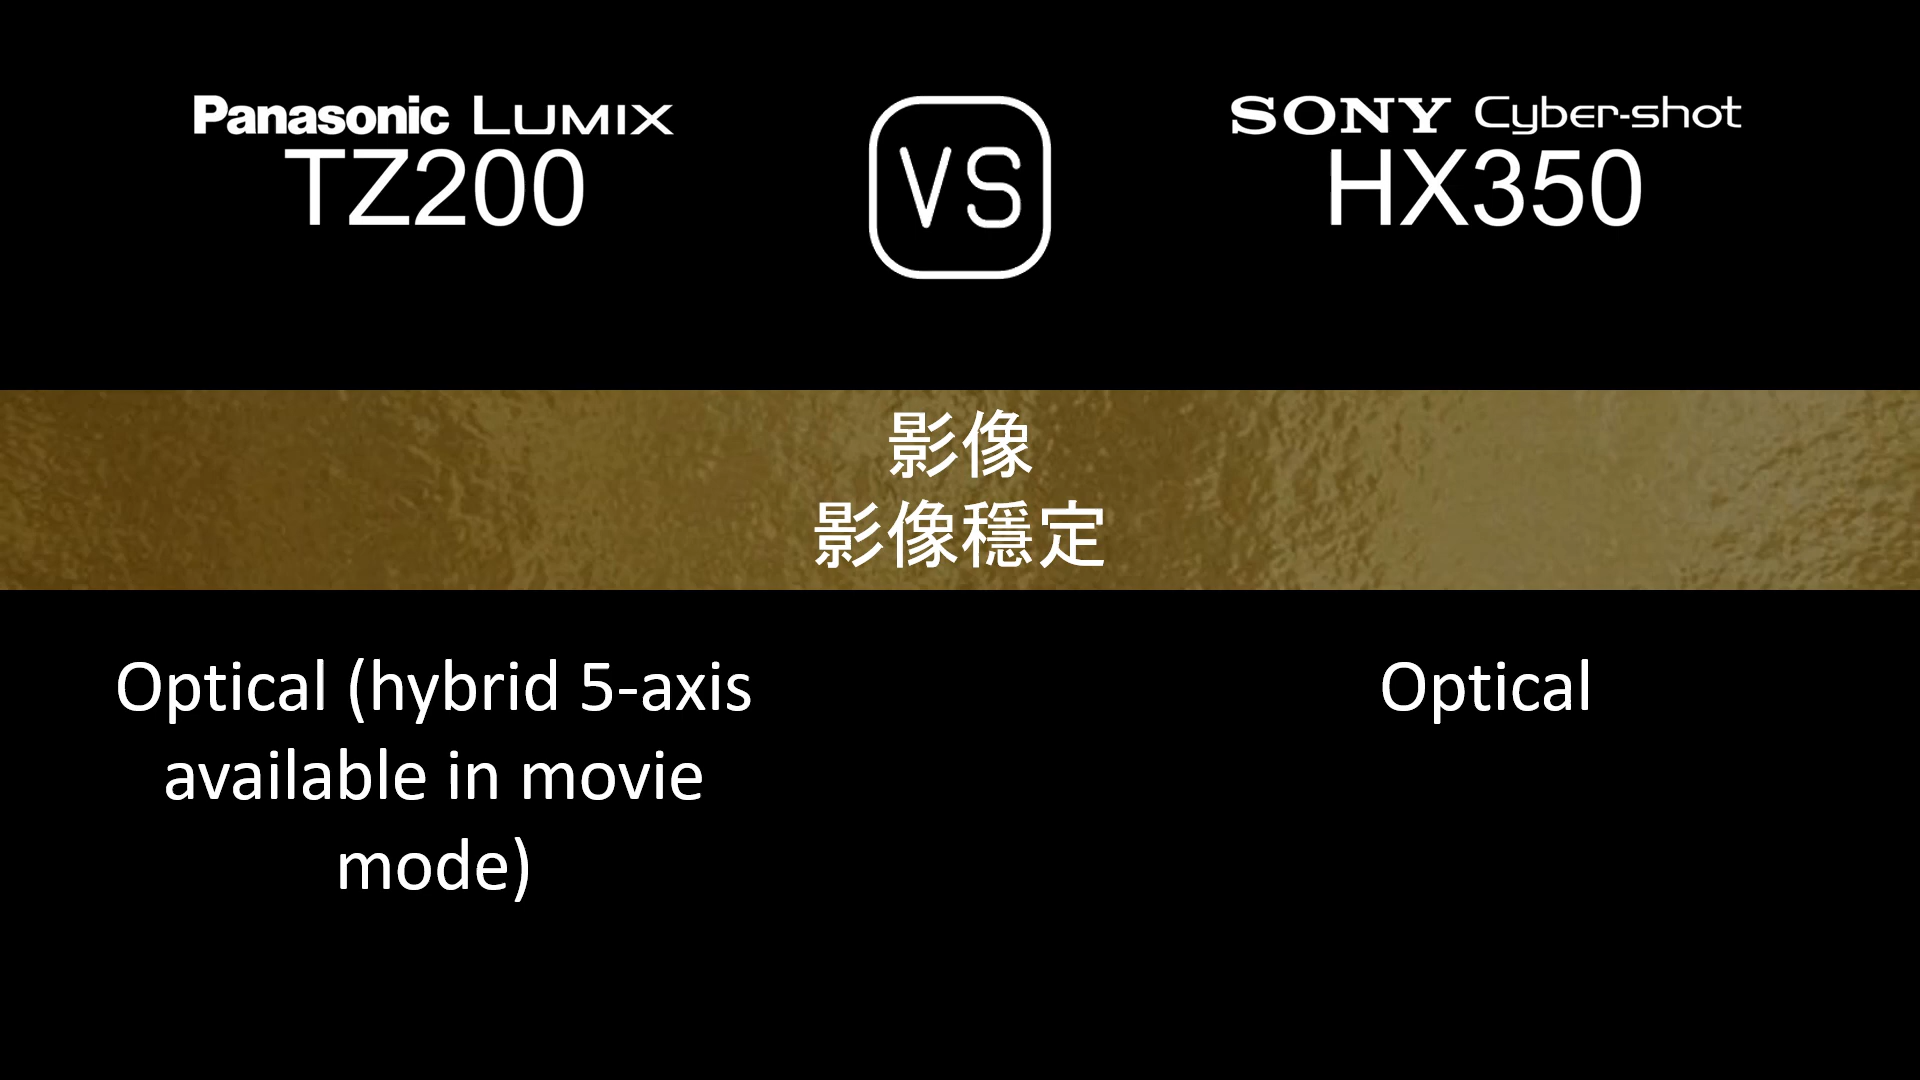 Panasonic LUMIX
TZ200
VS
SONY Cyber-shot
HX350
影像
影像穩定
Optical (hybrid 5-axis
available in movie
mode)
Optical